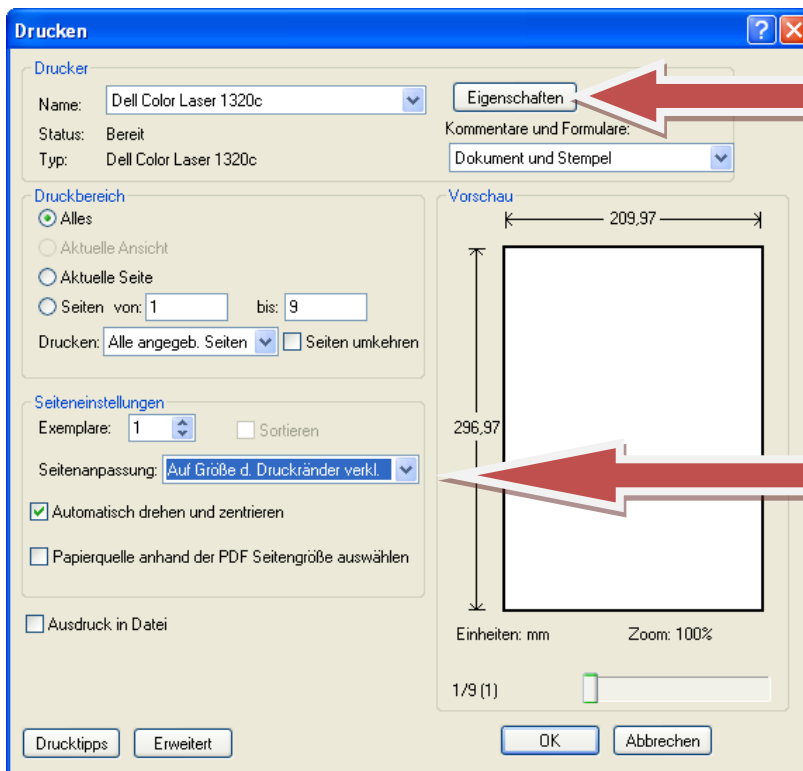 Drucken
Drucker
Name: Dell Color Laser 1320c Eigenschaften
Status: Bereit Kommentare und Formulare:
Typ: Dell Color Laser 1320c Dokument und Stempel
Druckbereich
Alles
Aktuelle Ansicht
Aktuelle Seite
Seiten von: 1 bis: 9
Drucken: Alle angegeb. Seiten Seiten umkehren
Seiteneinstellungen
Exemplare: 1 Sortieren
Seitenanpassung: Auf Größe d. Druckränder verkl.
Automatisch drehen und zentrieren
Papierquelle anhand der PDF Seitengröße auswählen
Ausdruck in Datei
Vorschau
209,97
296,97
Einheiten: mm Zoom: 100%
1/9 (1)
Drucktipps Erweitert OK Abbrechen